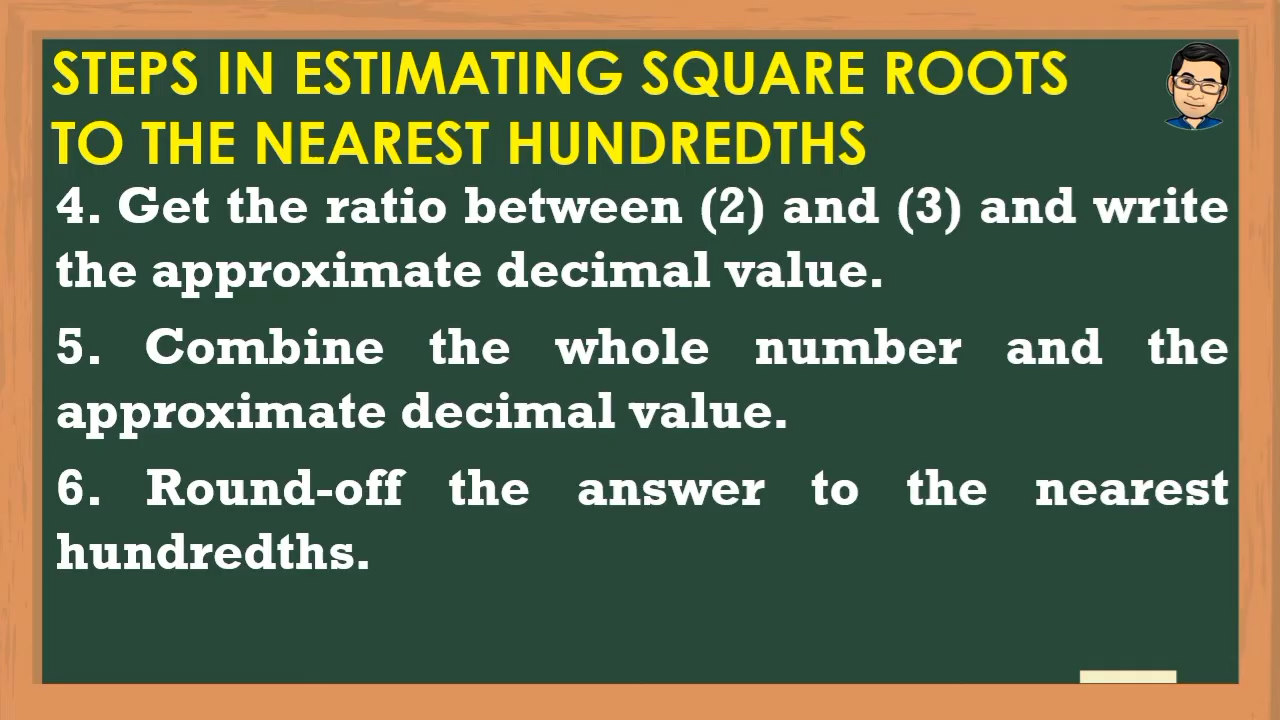 STEPS IN ESTIMATING SQUARE ROOTS
TO THE NEAREST HUNDREDTHS
4. Get the ratio between (2) and (3) and write
the approximate decimal value.
5. Combine the whole number and the
approximate decimal value.
6. Round-off the answer to the nearest
hundredths.